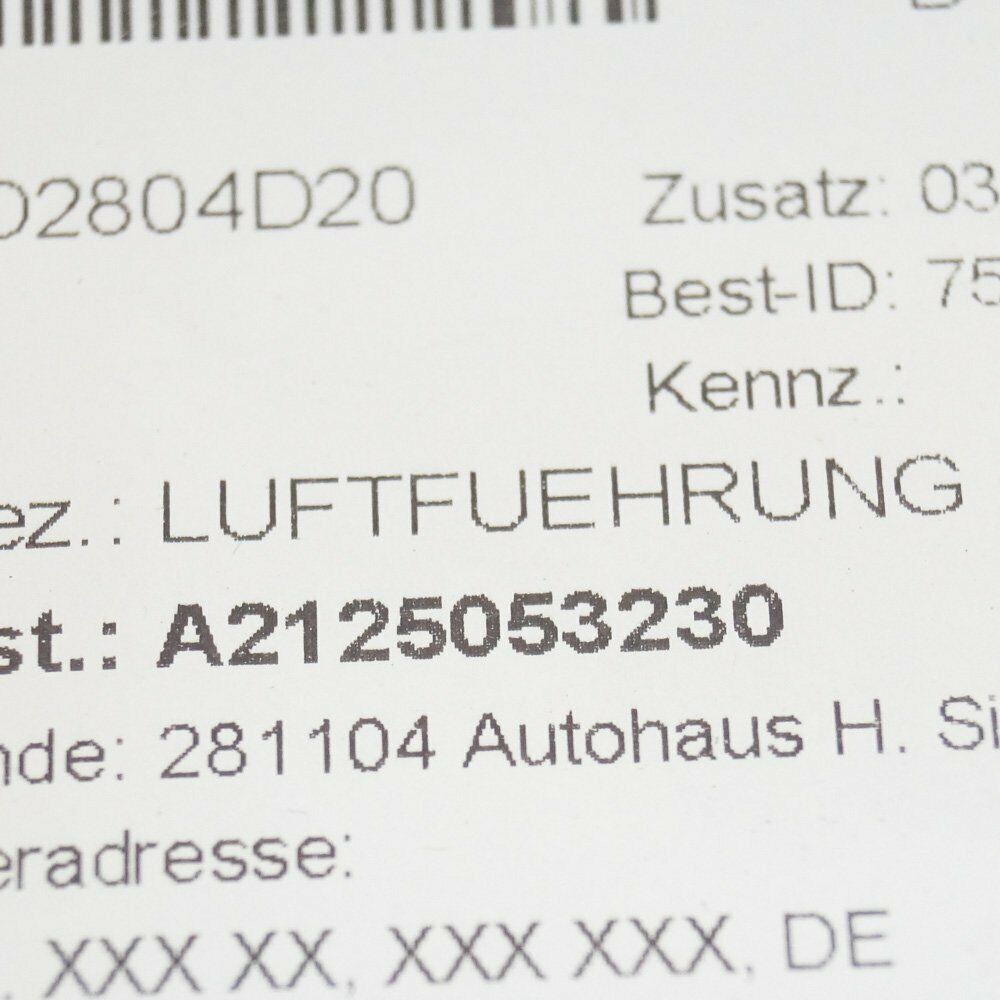 D2804D20
Zusatz: 03
Best-ID: 75
Kennz.:
ez.: LUFTFUEHRUNG
st.: A2125053230
nde: 281104 Autohaus H. Si
eradresse:
, XXX XX, XXX XXX, DE